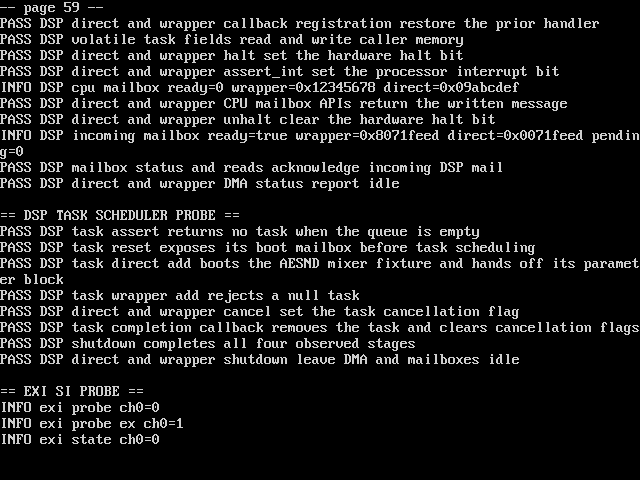 -- page 59 --
PASS DSP direct and wrapper callback registration restore the prior handler
PASS DSP volatile task fields read and write caller memory
PASS DSP direct and wrapper halt set the hardware halt bit
PASS DSP direct and wrapper assert_int set the processor interrupt bit
INFO DSP cpu mailbox ready=0 wrapper=0x12345678 direct=0x09abcdef
PASS DSP direct and wrapper CPU mailbox APIs return the written message
PASS DSP direct and wrapper unhalt clear the hardware halt bit
INFO DSP incoming mailbox ready=true wrapper=0x8071feed direct=0x0071feed pendin
g=0
PASS DSP mailbox status and reads acknowledge incoming DSP mail
PASS DSP direct and wrapper DMA status report idle

== DSP TASK SCHEDULER PROBE ==
PASS DSP task assert returns no task when the queue is empty
PASS DSP task reset exposes its boot mailbox before task scheduling
PASS DSP task direct add boots the AESND mixer fixture and hands off its paramet
er block
PASS DSP task wrapper add rejects a null task
PASS DSP direct and wrapper cancel set the task cancellation flag
PASS DSP task completion callback removes the task and clears cancellation flags
PASS DSP shutdown completes all four observed stages
PASS DSP direct and wrapper shutdown leave DMA and mailboxes idle

== EXI SI PROBE ==
INFO exi probe ch0=0
INFO exi probe ex ch0=1
INFO exi state ch0=0